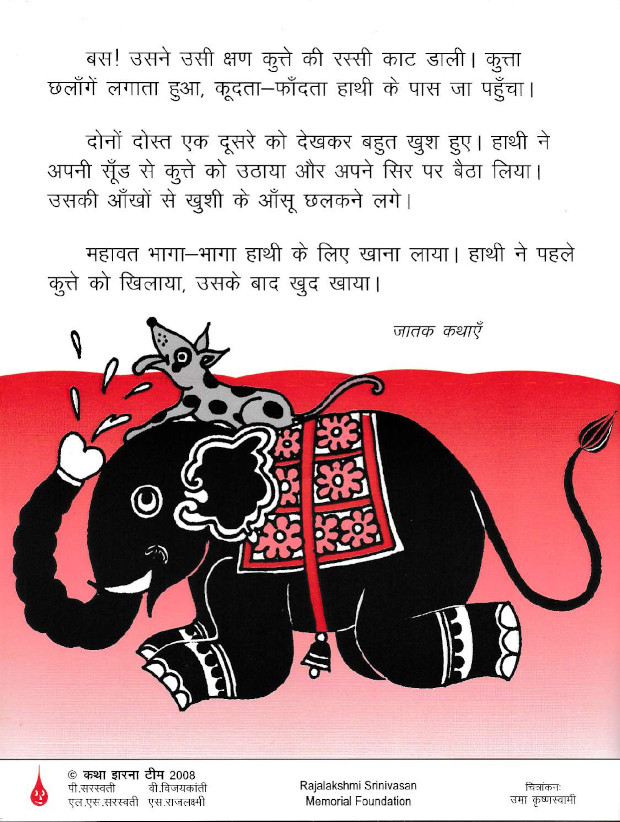 बस! उसने उसी क्षण कुत्ते की रस्सी काट डाली। कुत्ता
छलाँगें लगाता हुआ, कूदता–फाँदता हाथी के पास जा पहुँचा।
दोनों दोस्त एक दूसरे को देखकर बहुत खुश हुए। हाथी ने
अपनी सूँड से कुत्ते को उठाया और अपने सिर पर बैठा लिया।
उसकी आँखों से खुशी के आँसू छलकने लगे।
महावत भागा–भागा हाथी के लिए खाना लाया। हाथी ने पहले
कुत्ते को खिलाया, उसके बाद खुद खाया।
जातक कथाएँ
© कथा झरना टीम 2008
पी.सरस्वती वी.विजयकांती
एल.एस.सरस्वती एस.राजलक्ष्मी
Rajalakshmi Srinivasan
Memorial Foundation
चित्रांकनः
उमा कृष्णस्वामी